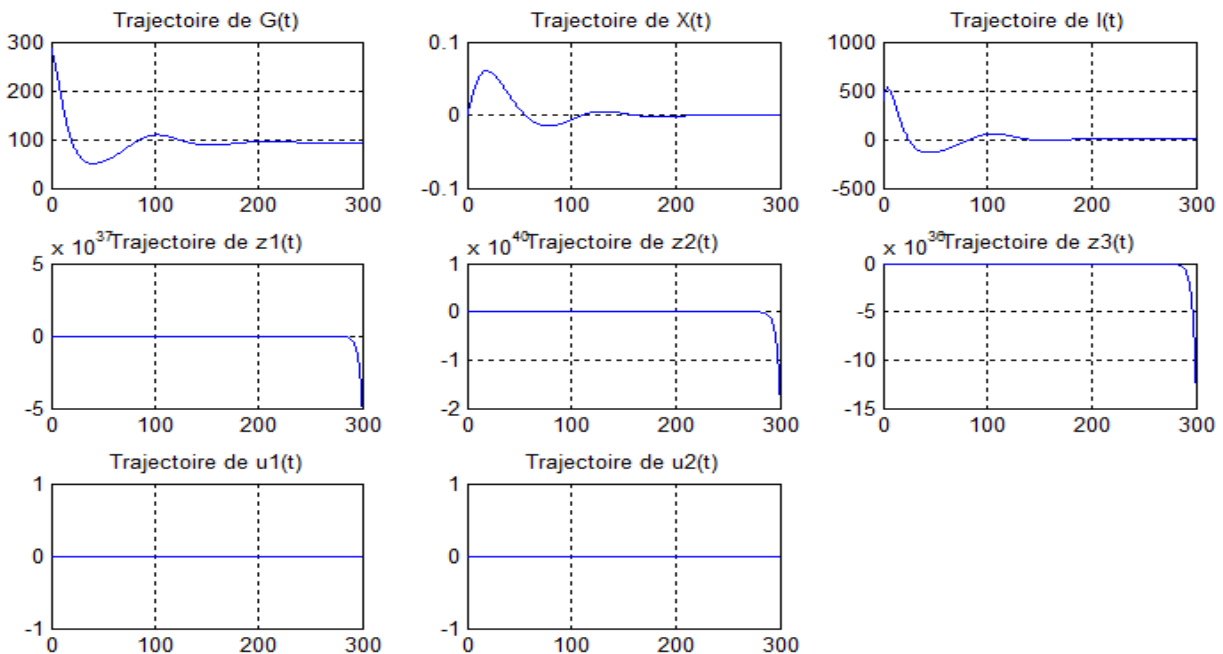 Trajectoire de G(t)
300
200
100
0
0 100 200 300
Trajectoire de X(t)
0.1
0
-0.1
0 100 200 300
Trajectoire de I(t)
1000
500
0
-500
0 100 200 300
x 10^37 Trajectoire de z1(t)
5
0
-5
0 100 200 300
x 10^40 Trajectoire de z2(t)
1
0
-1
-2
0 100 200 300
x 10^36 Trajectoire de z3(t)
0
-5
-10
-15
0 100 200 300
Trajectoire de u1(t)
1
0
-1
0 100 200 300
Trajectoire de u2(t)
1
0
-1
0 100 200 300